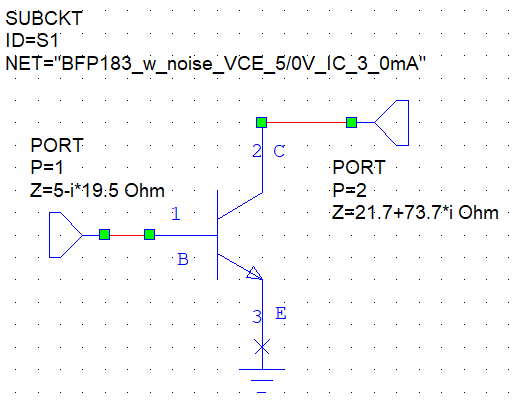 SUBCKT
ID=S1
NET="BFP183_w_noise_VCE_5/0V_IC_3_0mA"
2 C
PORT
P=1
Z=5-i*19.5 Ohm
PORT
P=2
Z=21.7+73.7*i Ohm
1
B
3 E